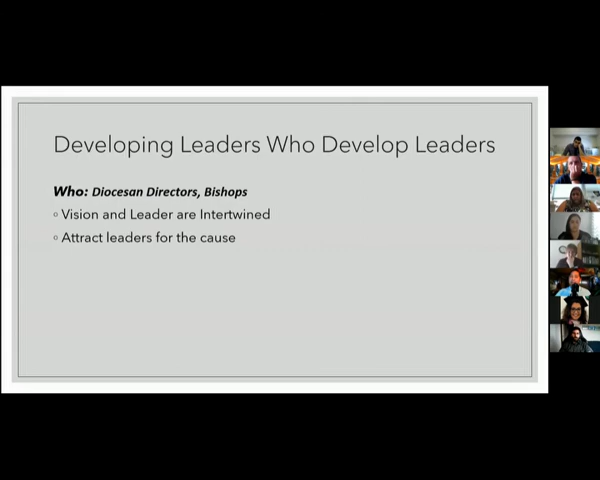 Developing Leaders Who Develop Leaders
Who: Diocesan Directors, Bishops
◦ Vision and Leader are Intertwined
◦ Attract leaders for the cause